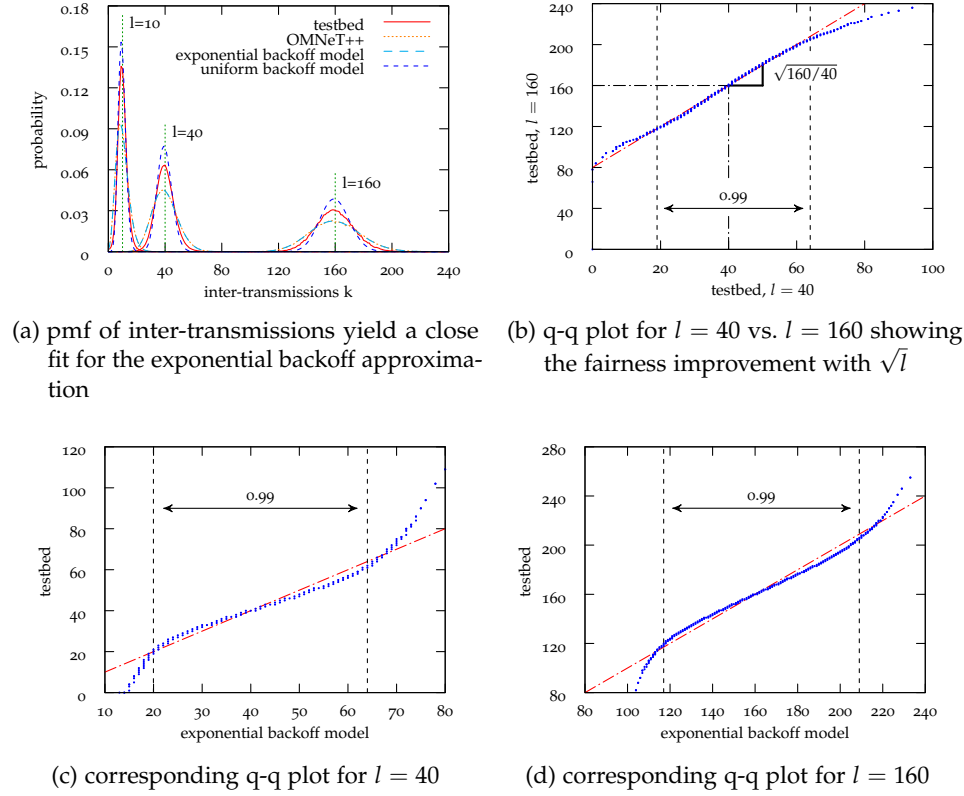 0.18
0.15
0.12
0.09
0.06
0.03
0
probability
l=10
l=40
l=160
testbed
OMNeT++
exponential backoff model
uniform backoff model
0 40 80 120 160 200 240
inter-transmissions k
(a) pmf of inter-transmissions yield a close
fit for the exponential backoff approxima-
tion
240
200
160
120
80
40
0
testbed, l = 160
√160/40
0.99
0 20 40 60 80 100
testbed, l = 40
(b) q-q plot for l = 40 vs. l = 160 showing
the fairness improvement with √l
120
100
80
60
40
20
0
testbed
0.99
10 20 30 40 50 60 70 80
exponential backoff model
(c) corresponding q-q plot for l = 40
280
240
200
160
120
80
testbed
0.99
80 100 120 140 160 180 200 220 240
exponential backoff model
(d) corresponding q-q plot for l = 160